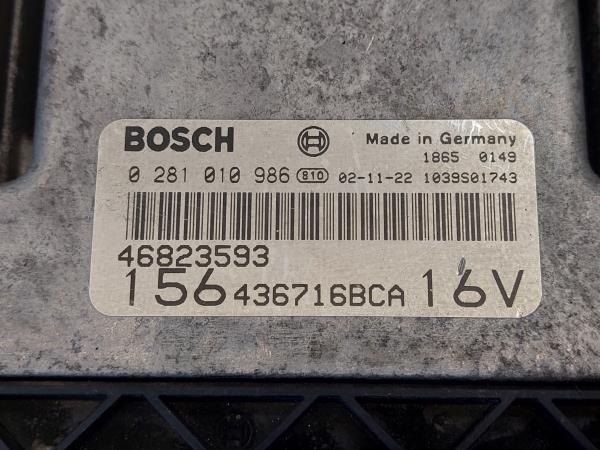 BOSCH Made in Germany
1865 0149
0 281 010 986 810 02-11-22 1039S01743
46823593
156 436716BCA 16V